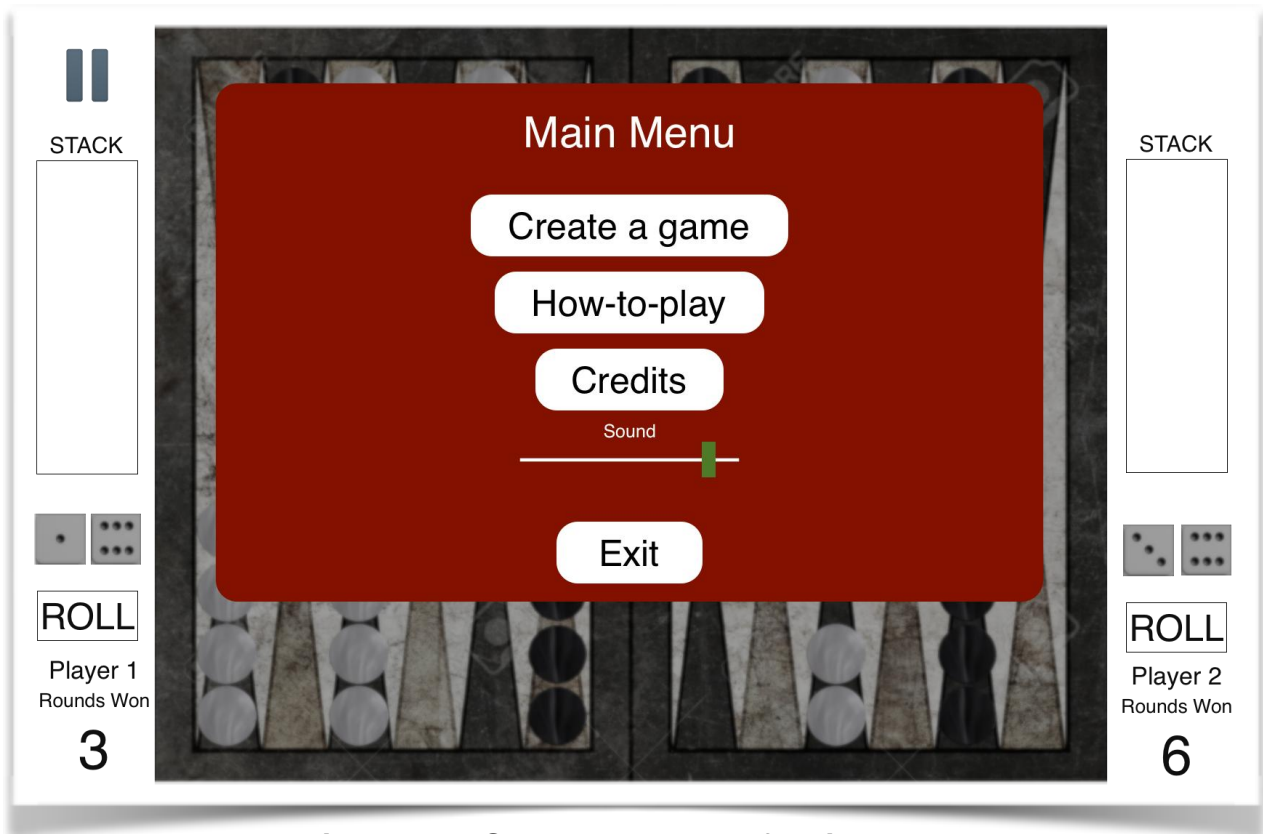 STACK
Main Menu
Create a game
How-to-play
Credits
Sound
Exit
ROLL
Player 1
Rounds Won
3
STACK
ROLL
Player 2
Rounds Won
6